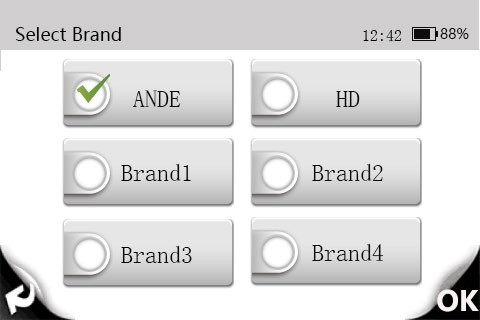 Select Brand 12:42 88%
ANDE HD
Brand1 Brand2
Brand3 Brand4
OK